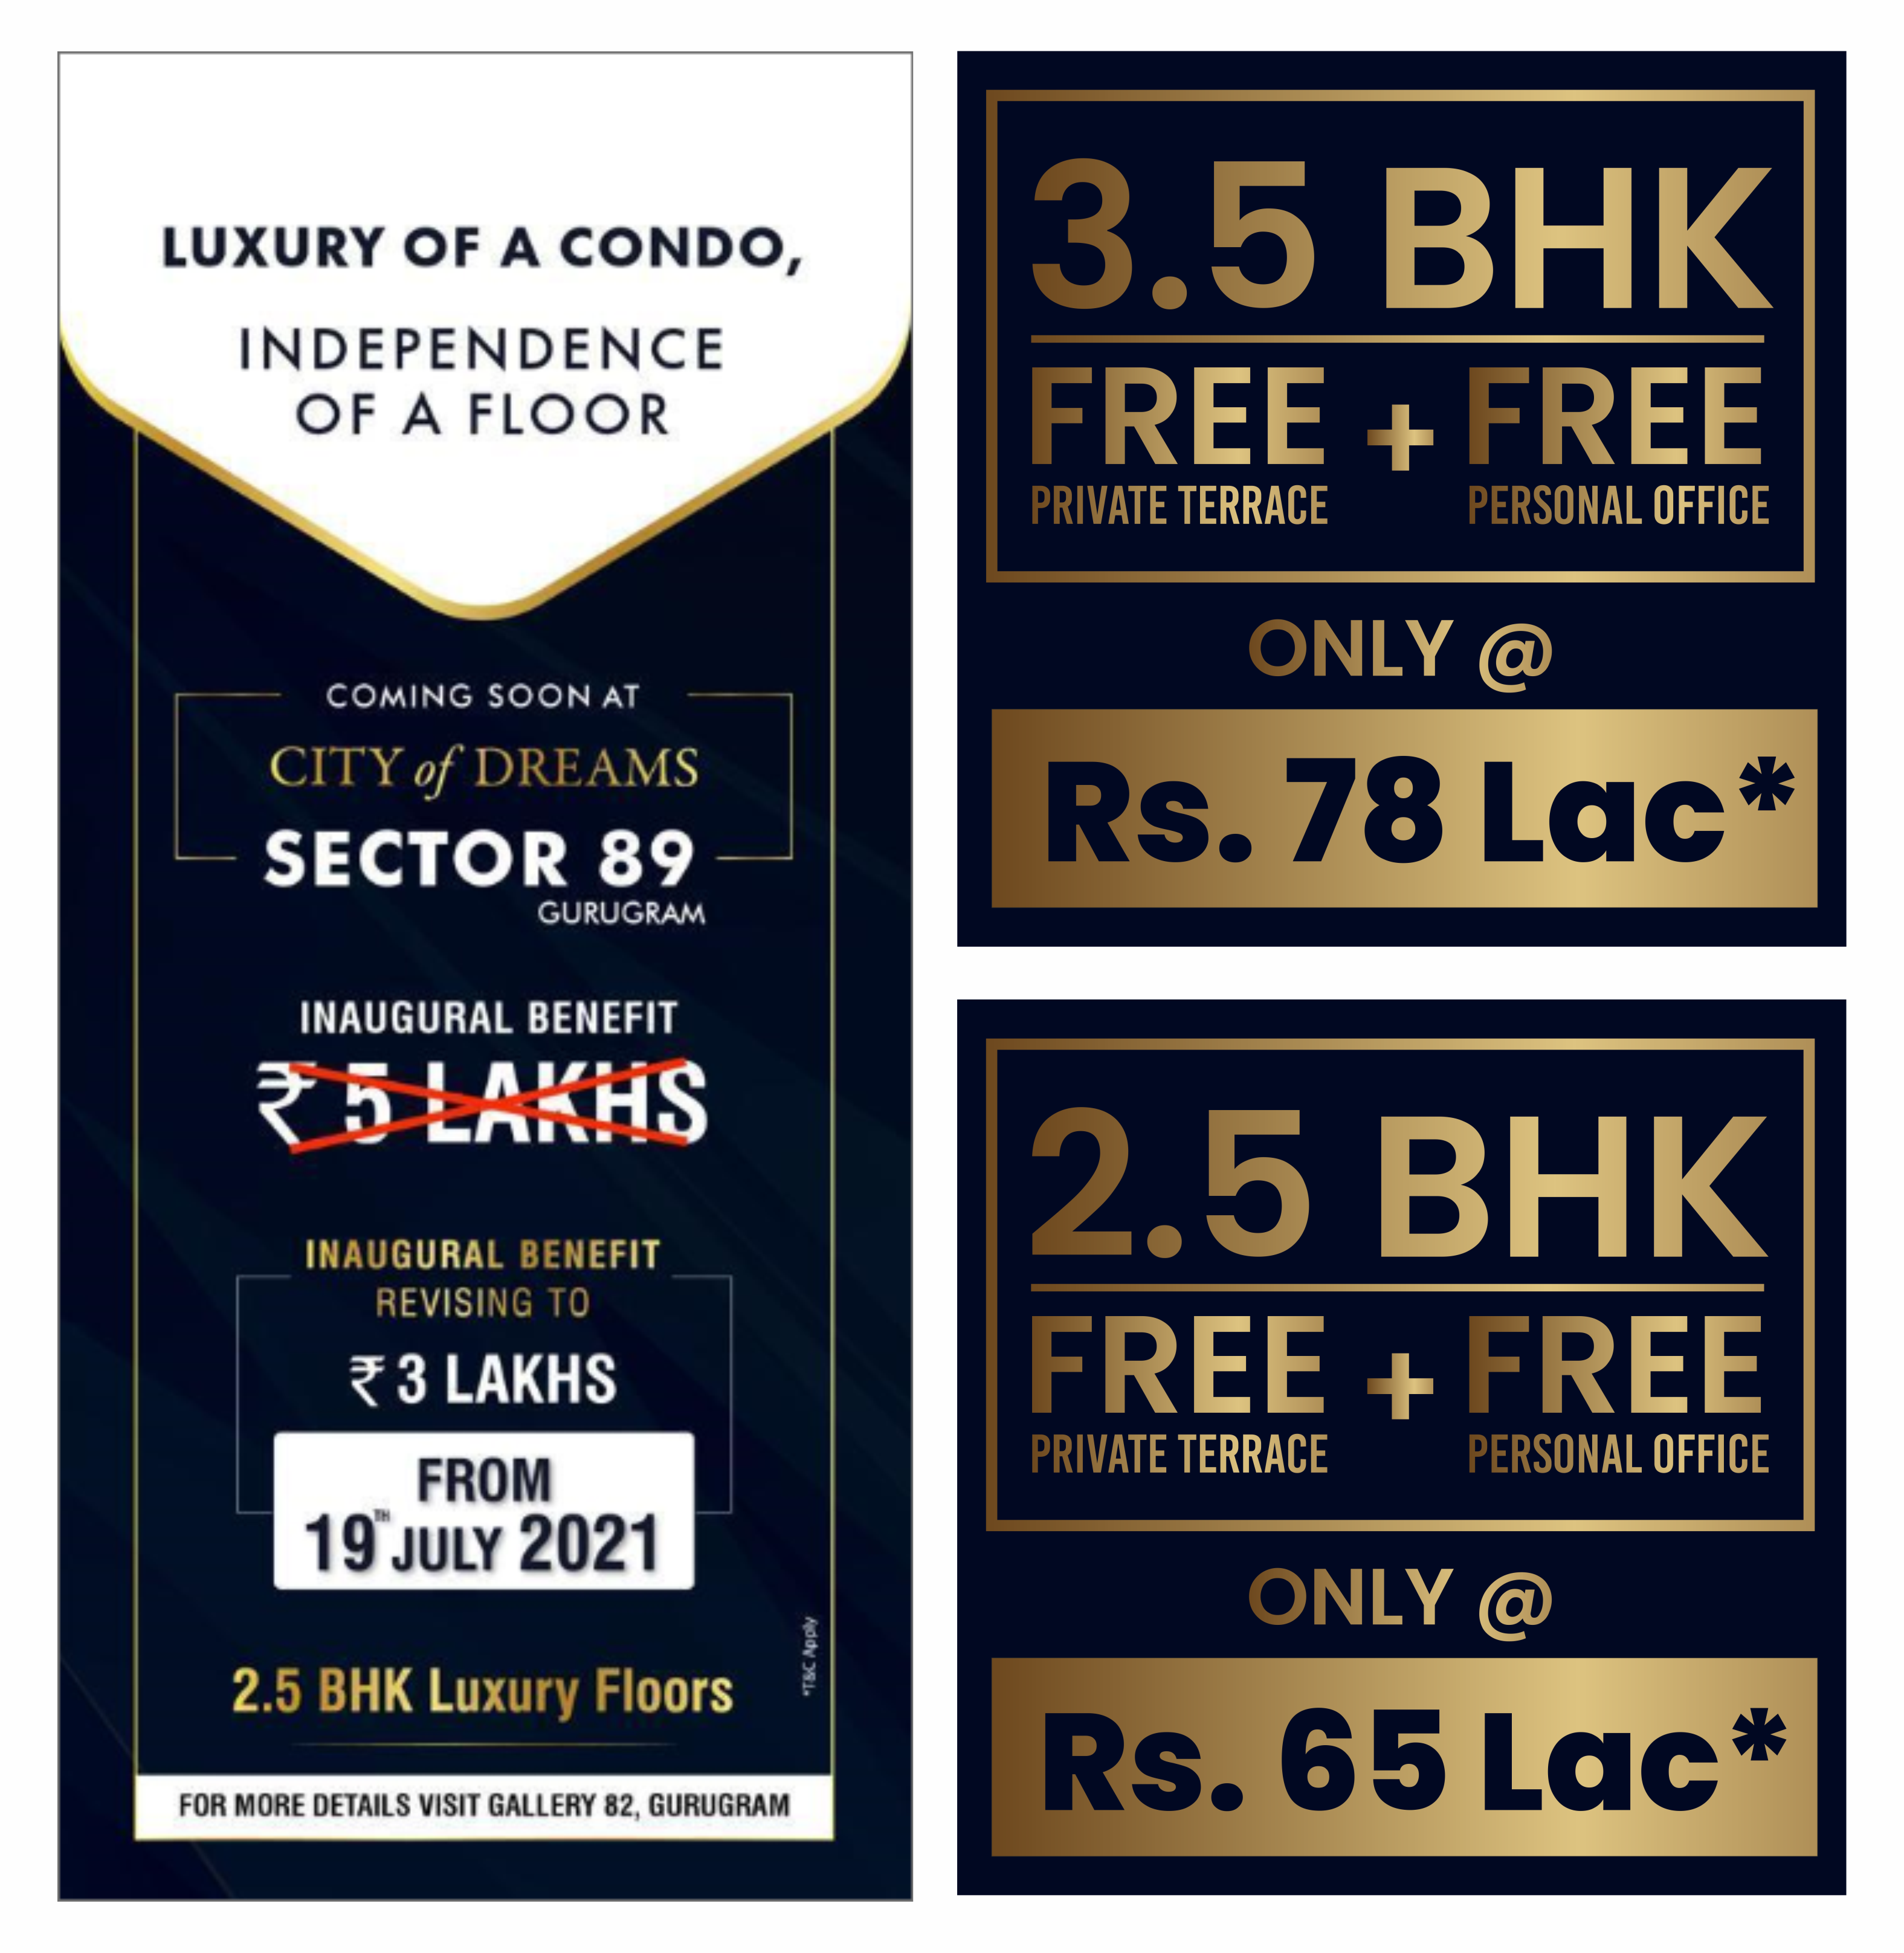 LUXURY OF A CONDO,
INDEPENDENCE
OF A FLOOR
COMING SOON AT
CITY of DREAMS
SECTOR 89
GURUGRAM
INAUGURAL BENEFIT
₹ 5 LAKHS
INAUGURAL BENEFIT
REVISING TO
₹ 3 LAKHS
FROM
19TH JULY 2021
*T&C Apply
2.5 BHK Luxury Floors
FOR MORE DETAILS VISIT GALLERY 82, GURUGRAM
3.5 BHK
FREE + FREE
PRIVATE TERRACE PERSONAL OFFICE
ONLY @
Rs. 78 Lac*
2.5 BHK
FREE + FREE
PRIVATE TERRACE PERSONAL OFFICE
ONLY @
Rs. 65 Lac*